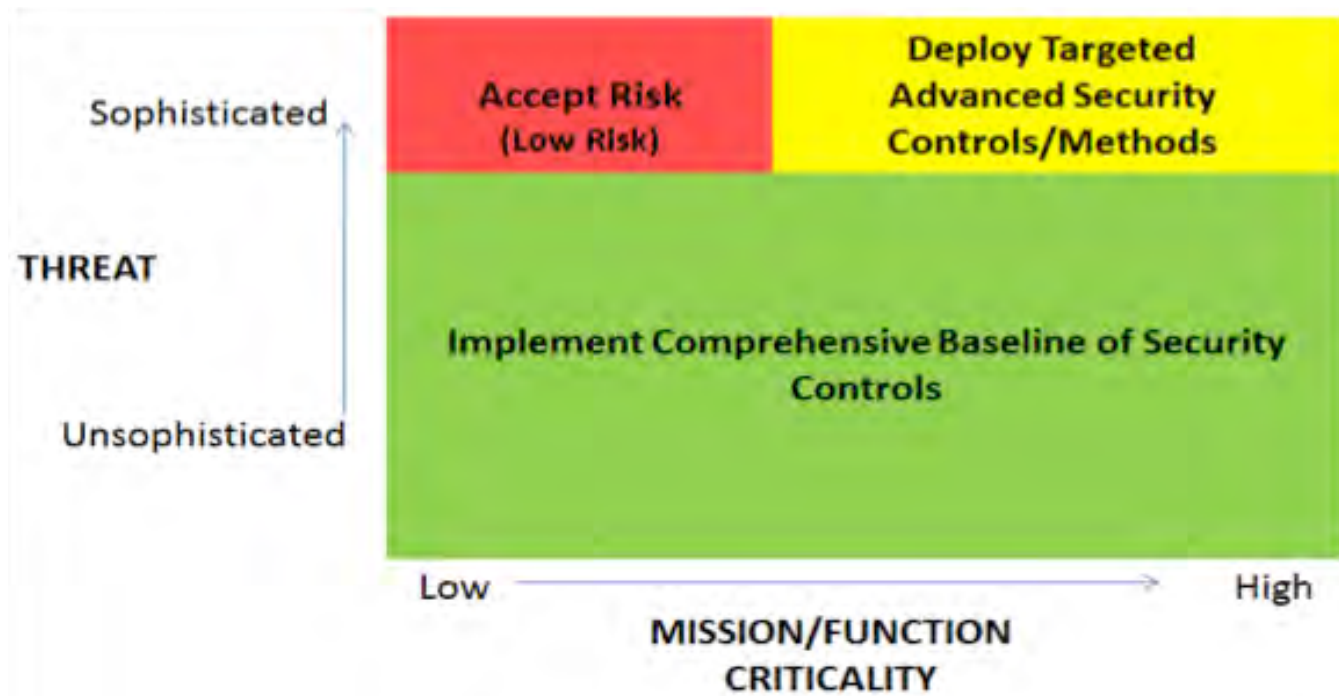 Sophisticated
THREAT
Unsophisticated
Accept Risk
(Low Risk)
Deploy Targeted
Advanced Security
Controls/Methods
Implement Comprehensive Baseline of Security
Controls
Low
High
MISSION/FUNCTION
CRITICALITY